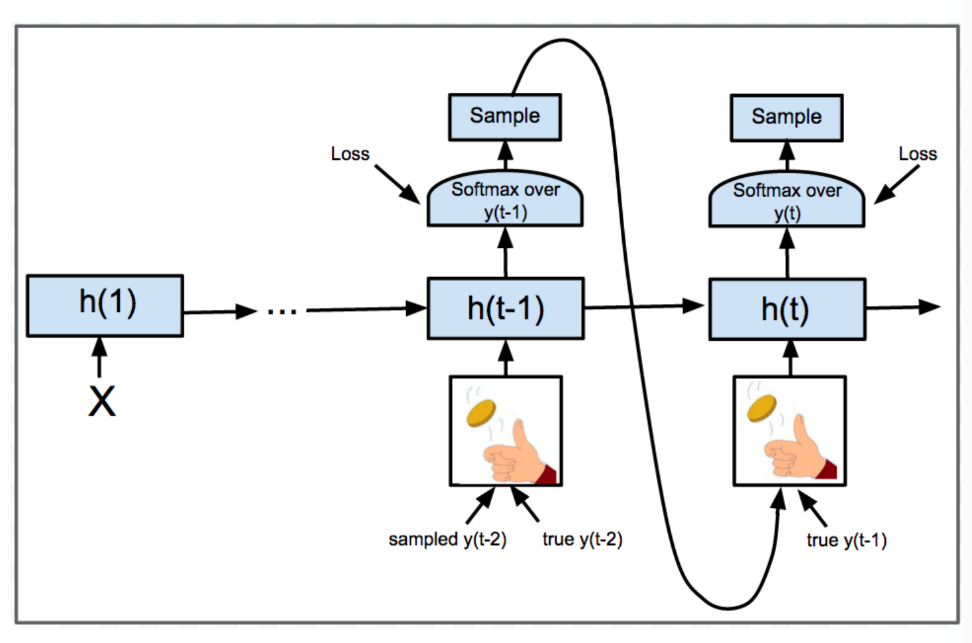 Sample
Sample
Loss
Loss
Softmax over
y(t-1)
Softmax over
y(t)
h(1)
...
h(t-1)
h(t)
X
sampled y(t-2)
true y(t-2)
true y(t-1)